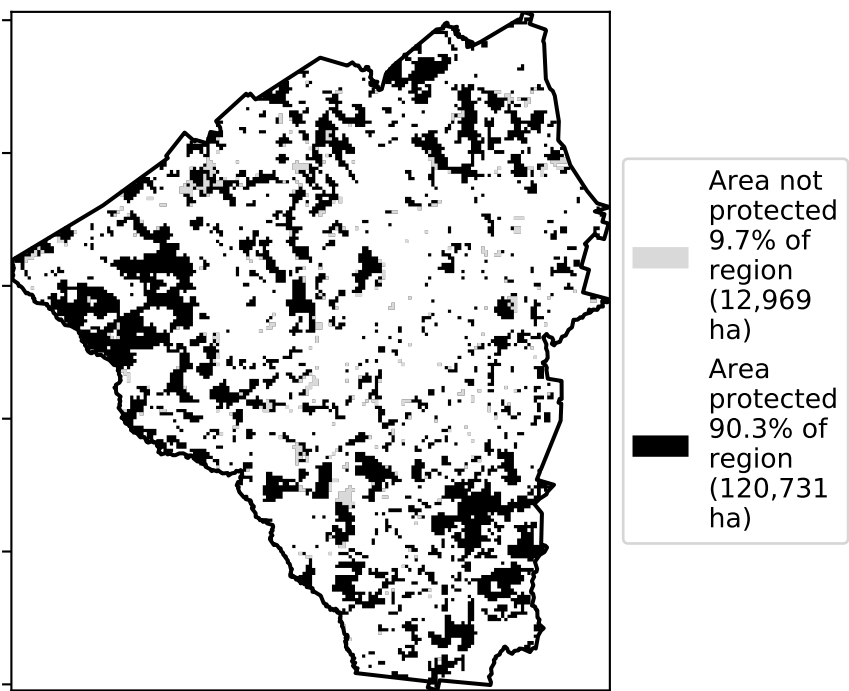 Area not
protected
9.7% of
region
(12,969
ha)
Area
protected
90.3% of
region
(120,731
ha)